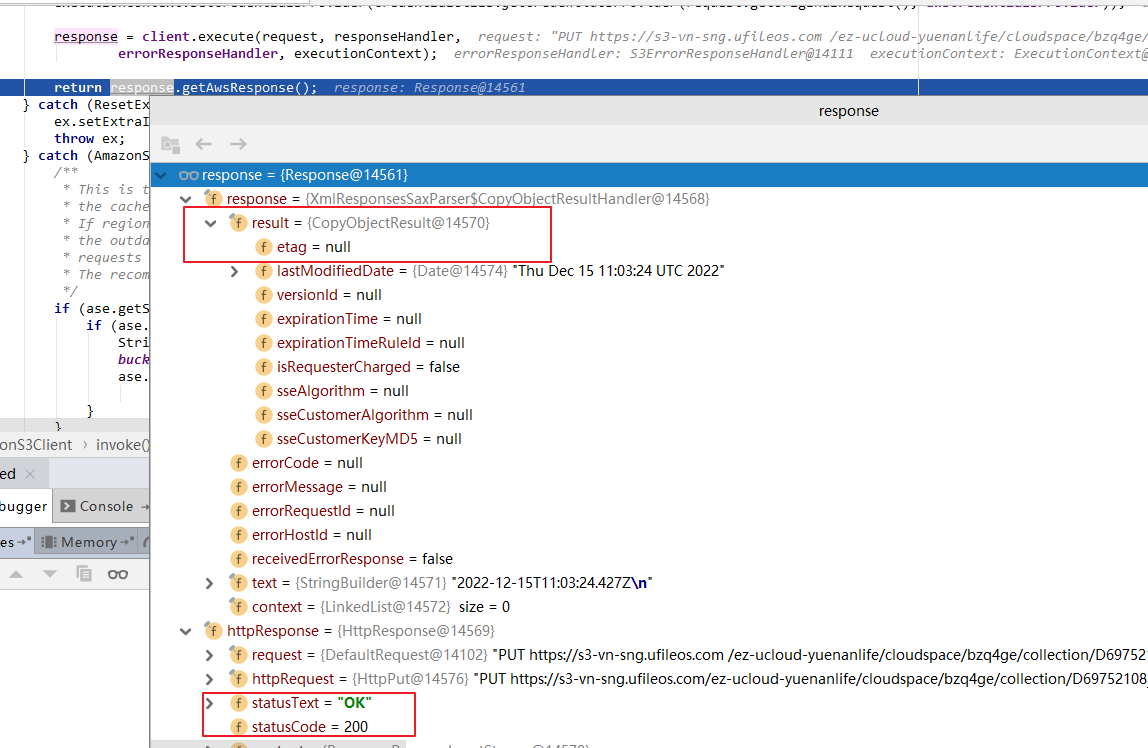 response = client.execute(request, responseHandler, request: "PUT https://s3-vn-sng.ufileos.com /ez-ucloud-yuenanlife/cloudspace/bzq4ge/
errorResponseHandler, executionContext); errorResponseHandler: S3ErrorResponseHandler@14111 executionContext: ExecutionContext@
return response.getAwsResponse(); response: Response@14561
} catch (ResetEx
ex.setExtraI
throw ex;
} catch (AmazonS
/**
* This is t
* the cache
* If region
* the outda
* requests
* The recom
*/
if (ase.getS
if (ase.
Stri
buck
ase.
}
}
onS3Client › invoke()
ed
bugger Console
es Memory
response
response = {Response@14561}
response = {XmlResponsesSaxParser$CopyObjectResultHandler@14568}
result = {CopyObjectResult@14570}
etag = null
lastModifiedDate = {Date@14574} "Thu Dec 15 11:03:24 UTC 2022"
versionId = null
expirationTime = null
expirationTimeRuleId = null
isRequesterCharged = false
sseAlgorithm = null
sseCustomerAlgorithm = null
sseCustomerKeyMD5 = null
errorCode = null
errorMessage = null
errorRequestId = null
errorHostId = null
receivedErrorResponse = false
text = {StringBuilder@14571} "2022-12-15T11:03:24.427Z\n"
context = {LinkedList@14572} size = 0
httpResponse = {HttpResponse@14569}
request = {DefaultRequest@14102} "PUT https://s3-vn-sng.ufileos.com /ez-ucloud-yuenanlife/cloudspace/bzq4ge/collection/D69752
httpRequest = {HttpPut@14576} "PUT https://s3-vn-sng.ufileos.com/ez-ucloud-yuenanlife/cloudspace/bzq4ge/collection/D69752108
statusText = "OK"
statusCode = 200